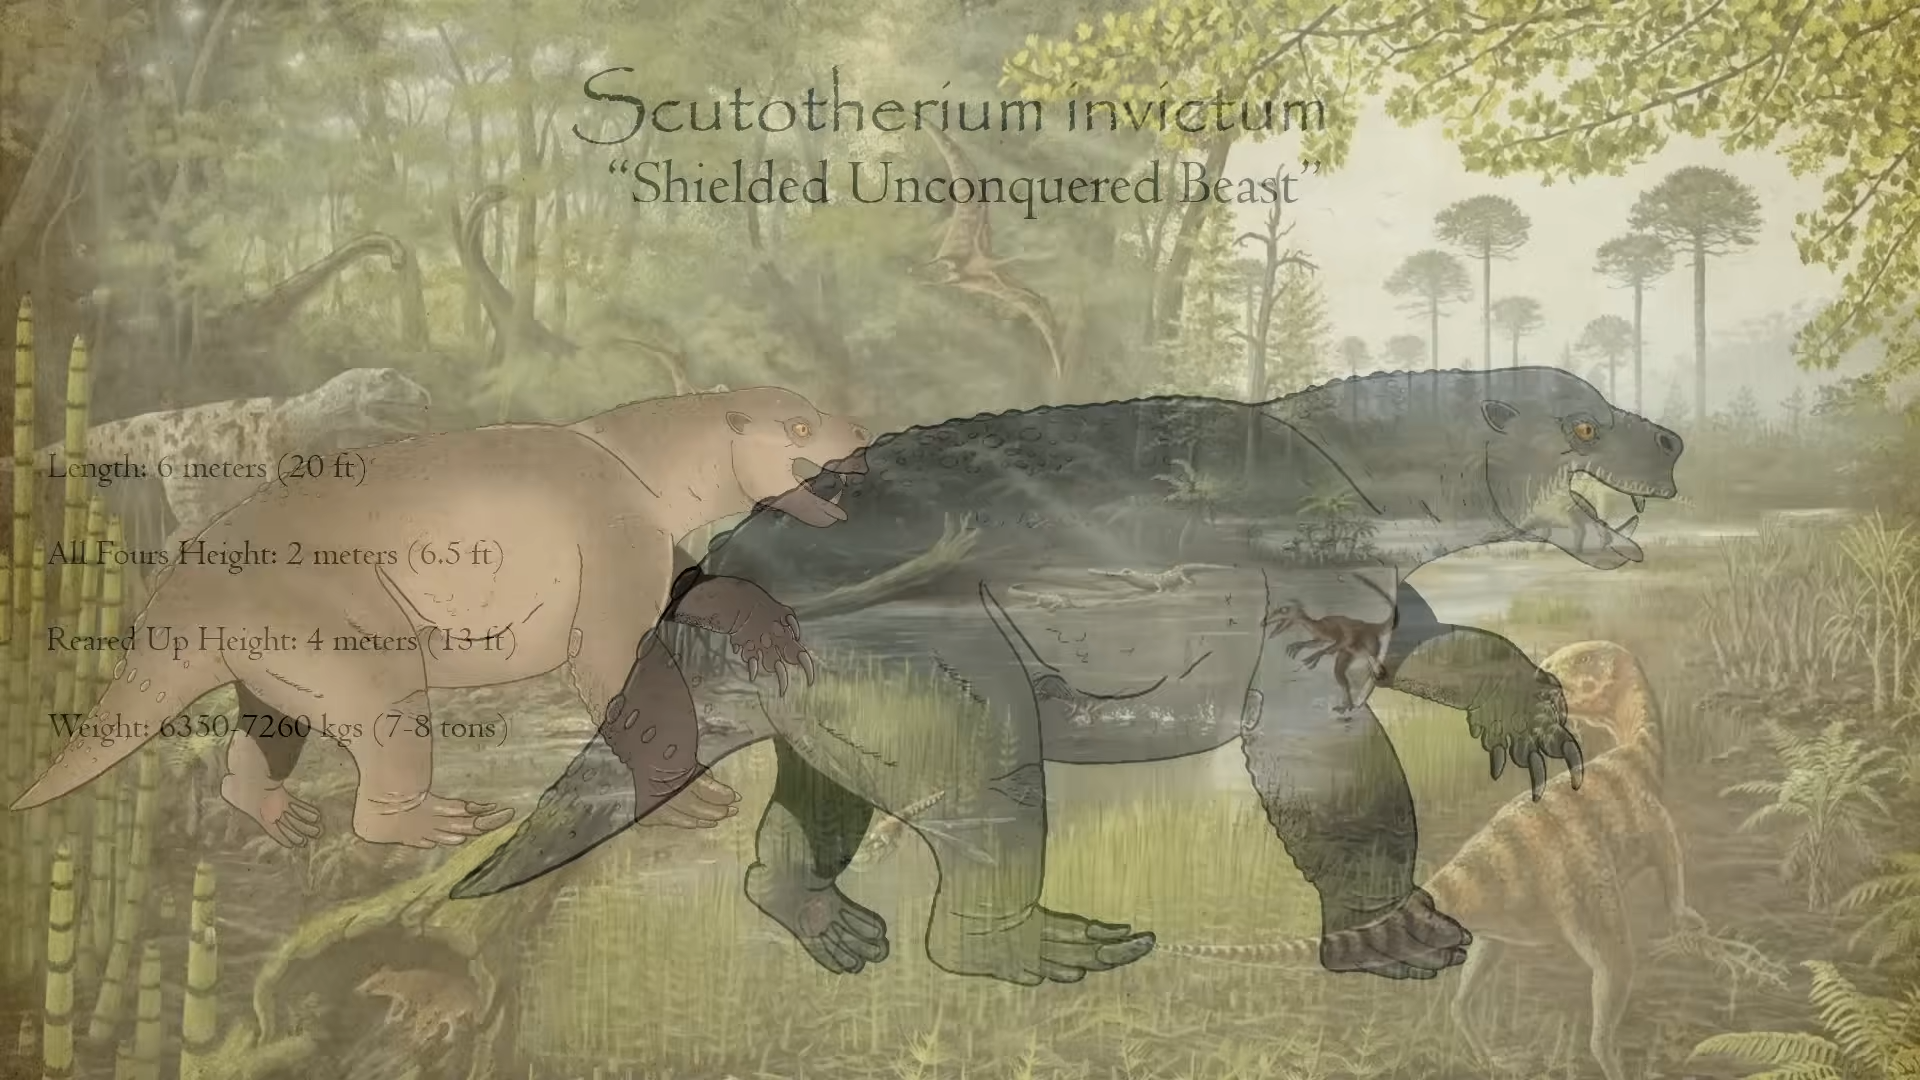 Scutotherium invictum
“Shielded Unconquered Beast”
Length: 6 meters (20 ft)
All Fours Height: 2 meters (6.5 ft)
Reared Up Height: 4 meters (13 ft)
Weight: 6350-7260 kgs (7-8 tons)